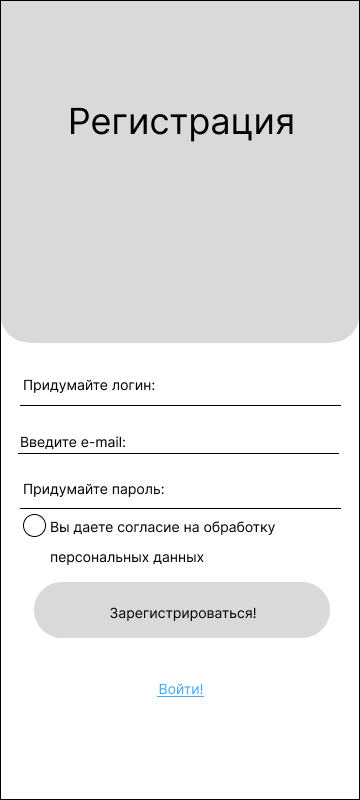 Регистрация
Придумайте логин:
Введите e-mail:
Придумайте пароль:
Вы даете согласие на обработку
персональных данных
Зарегистрироваться!
Войти!